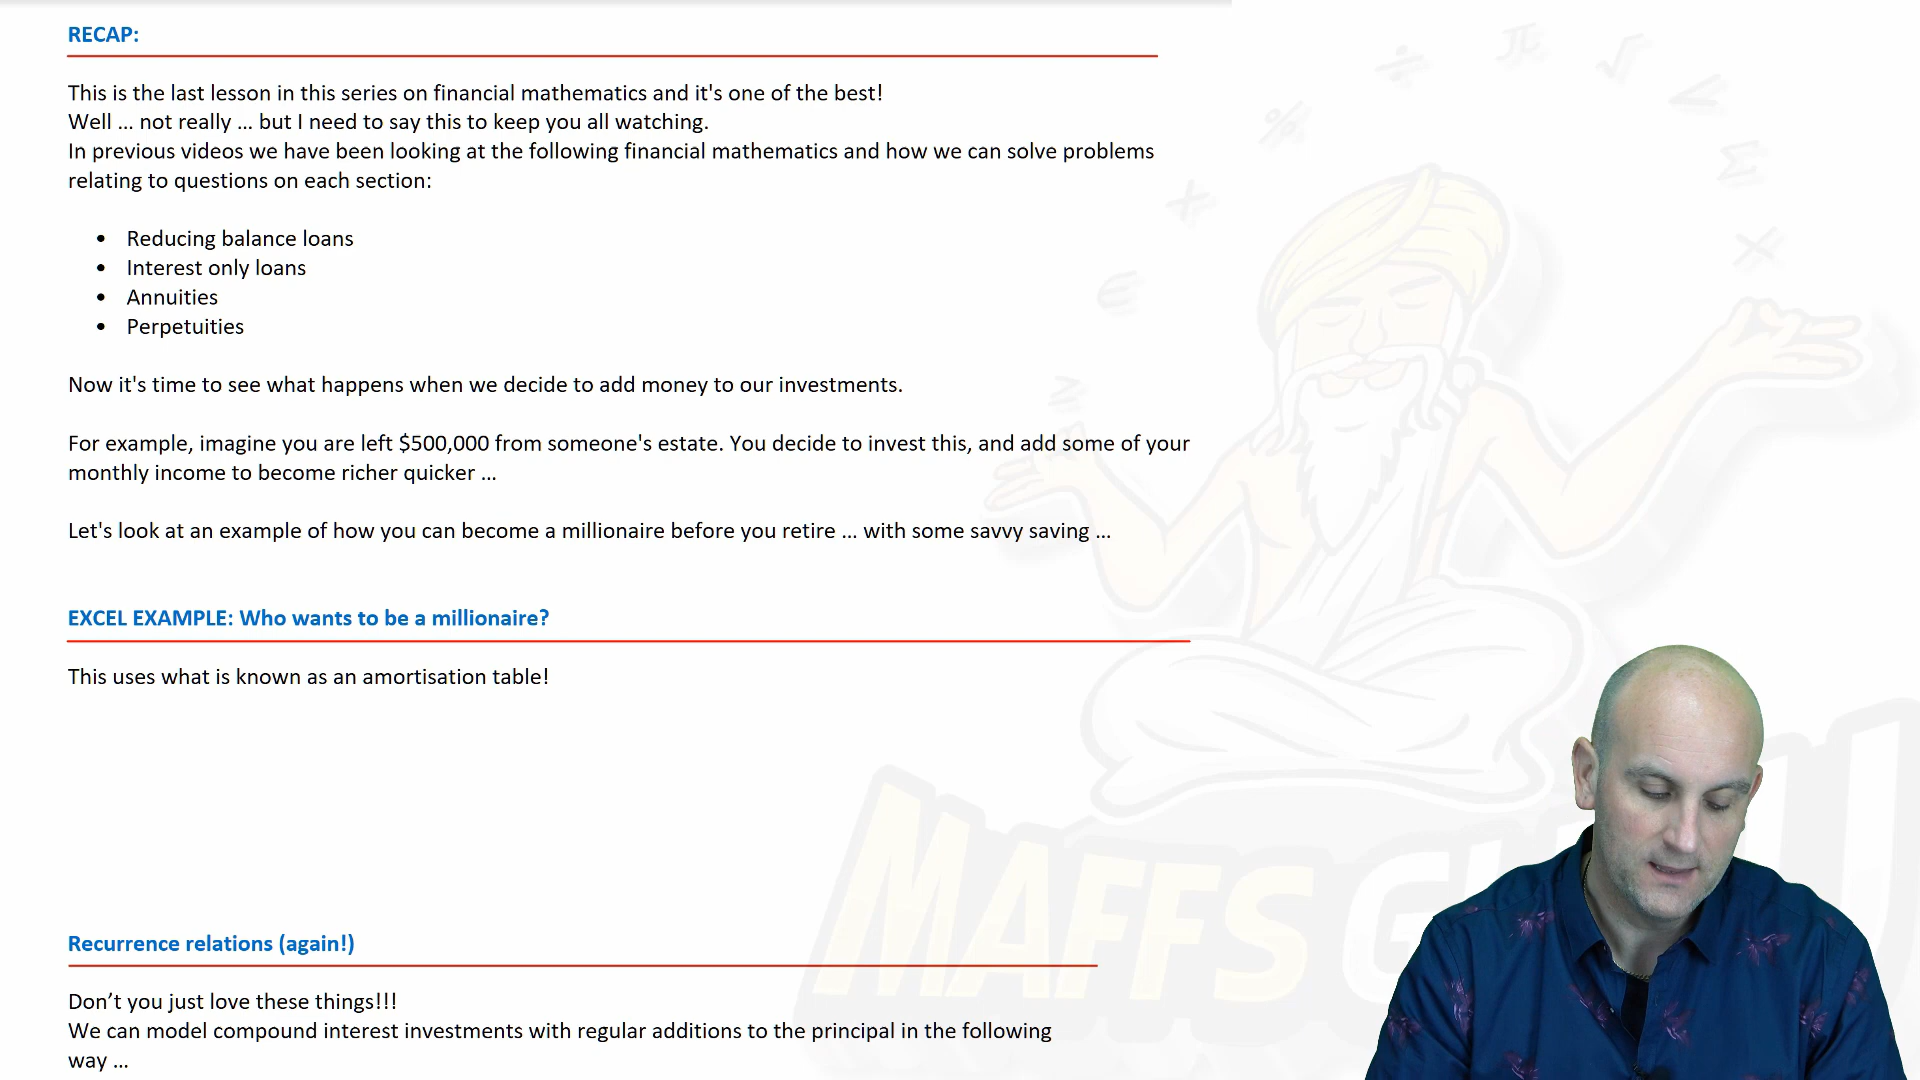 RECAP:
This is the last lesson in this series on financial mathematics and it's one of the best!
Well ... not really ... but I need to say this to keep you all watching.
In previous videos we have been looking at the following financial mathematics and how we can solve problems
relating to questions on each section:
• Reducing balance loans
• Interest only loans
• Annuities
• Perpetuities
Now it's time to see what happens when we decide to add money to our investments.
For example, imagine you are left $500,000 from someone's estate. You decide to invest this, and add some of your
monthly income to become richer quicker ...
Let's look at an example of how you can become a millionaire before you retire ... with some savvy saving ...
EXCEL EXAMPLE: Who wants to be a millionaire?
This uses what is known as an amortisation table!
MAFFS
Recurrence relations (again!)
Don’t you just love these things!!!
We can model compound interest investments with regular additions to the principal in the following
way ...